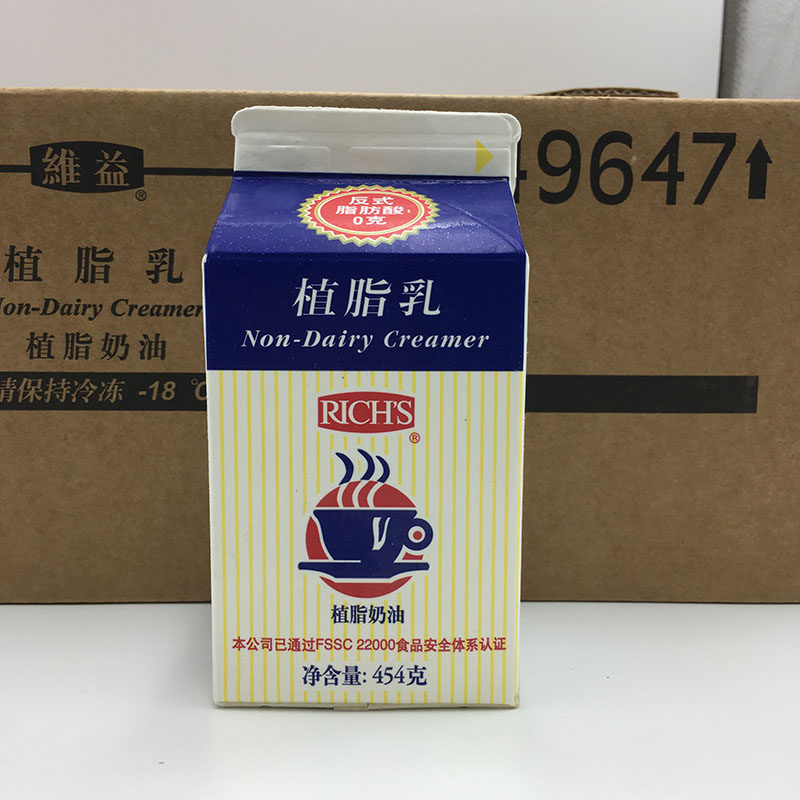 維益
®
植脂乳
Non-Dairy Creamer
植脂奶油
请保持冷冻 -18 ℃
9647
反式
脂肪酸:
0克
植脂乳
Non-Dairy Creamer
RICH'S
®
植脂奶油
本公司已通过FSSC 22000食品安全体系认证
净含量: 454克